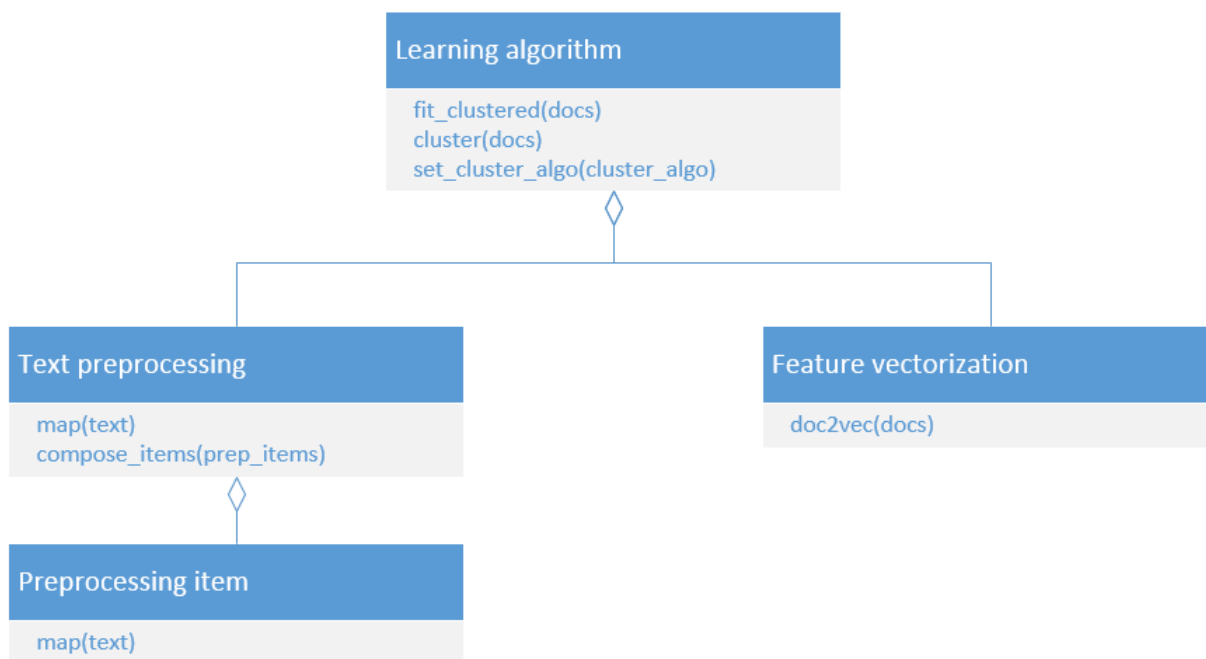 Learning algorithm
fit_clustered(docs)
cluster(docs)
set_cluster_algo(cluster_algo)
Text preprocessing
map(text)
compose_items(prep_items)
Feature vectorization
doc2vec(docs)
Preprocessing item
map(text)